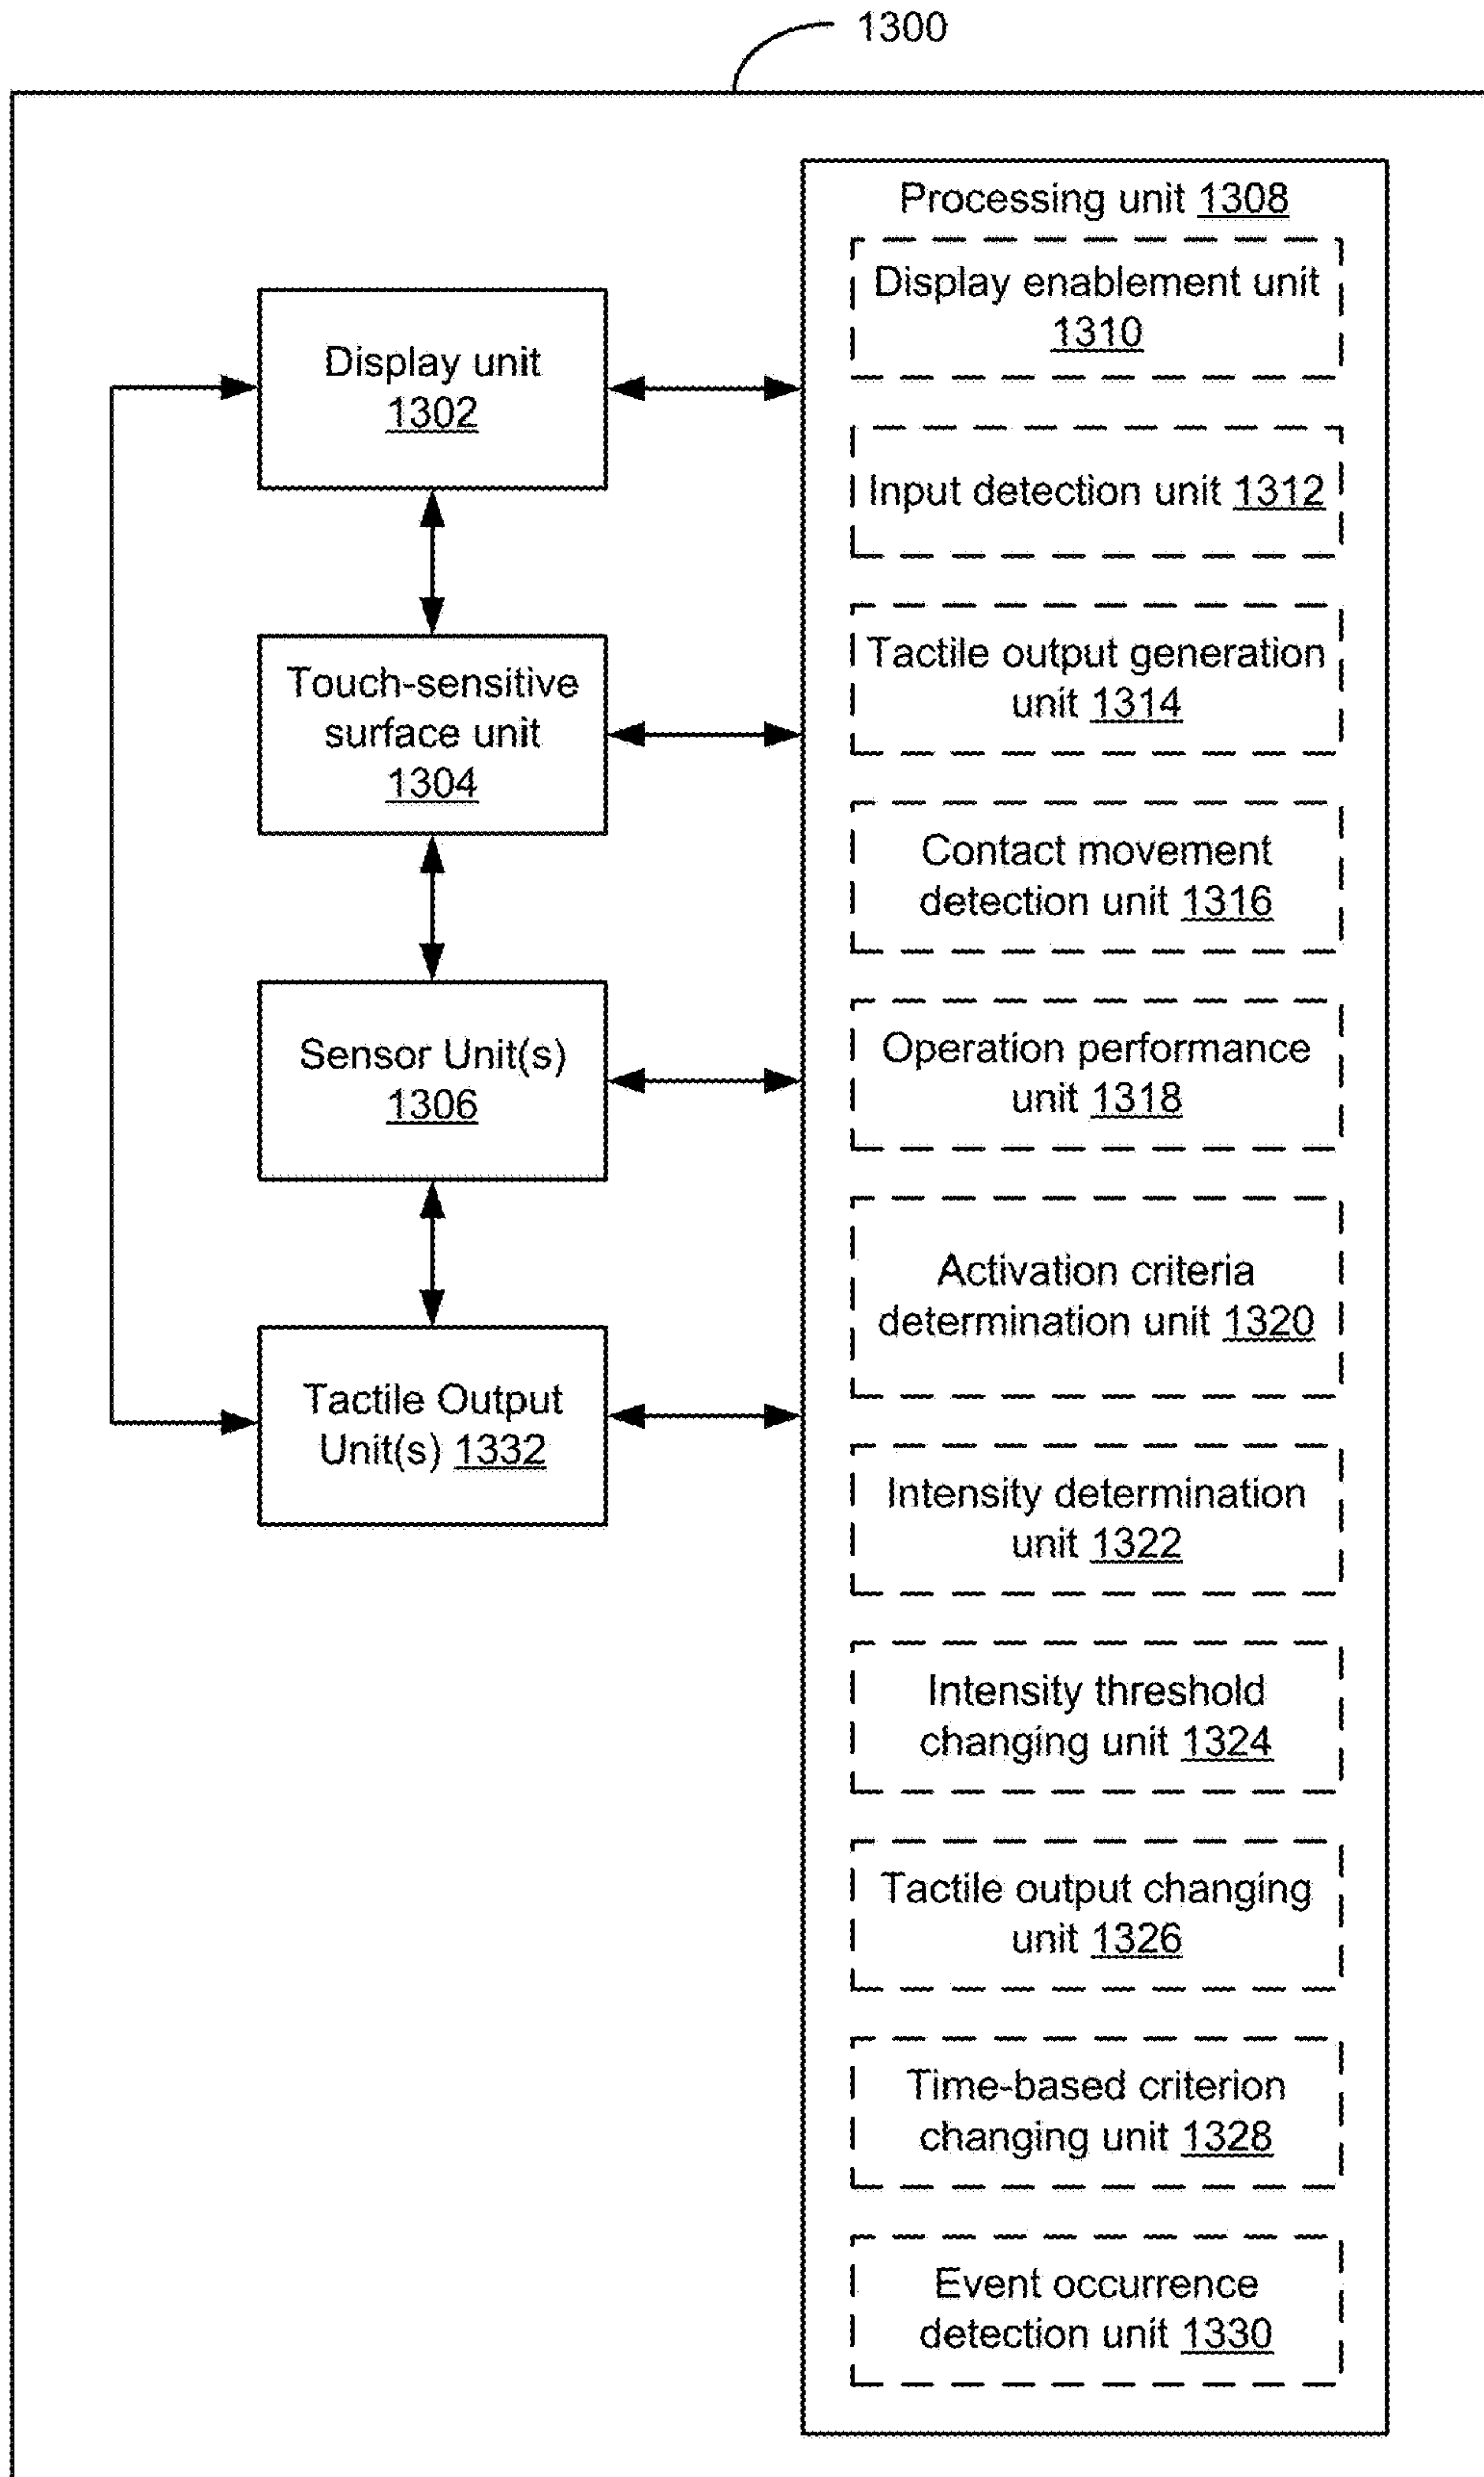 1300
Display unit
1302
Touch-sensitive
surface unit
1304
Sensor Unit(s)
1306
Tactile Output
Unit(s) 1332
Processing unit 1308
Display enablement unit
1310
Input detection unit 1312
Tactile output generation
unit 1314
Contact movement
detection unit 1316
Operation performance
unit 1318
Activation criteria
determination unit 1320
Intensity determination
unit 1322
Intensity threshold
changing unit 1324
Tactile output changing
unit 1326
Time-based criterion
changing unit 1328
Event occurrence
detection unit 1330